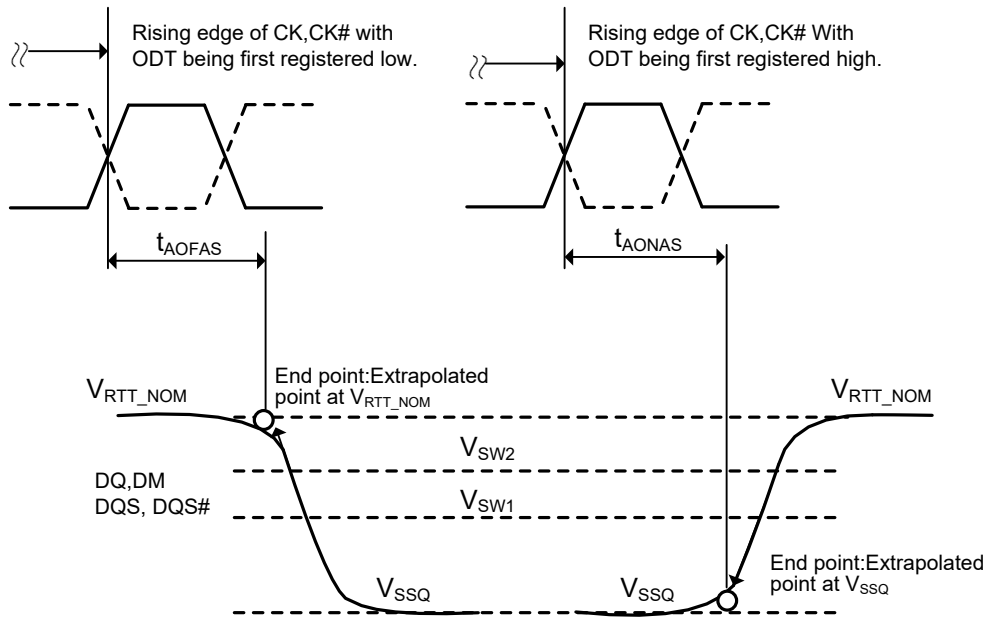 Rising edge of CK,CK# with
ODT being first registered low.
Rising edge of CK,CK# With
ODT being first registered high.
tAOFAS
tAONAS
End point:Extrapolated
point at VRTT_NOM
VRTT_NOM
VRTT_NOM
VSW2
DQ,DM
DQS, DQS#
VSW1
End point:Extrapolated
point at VSSQ
VSSQ
VSSQ